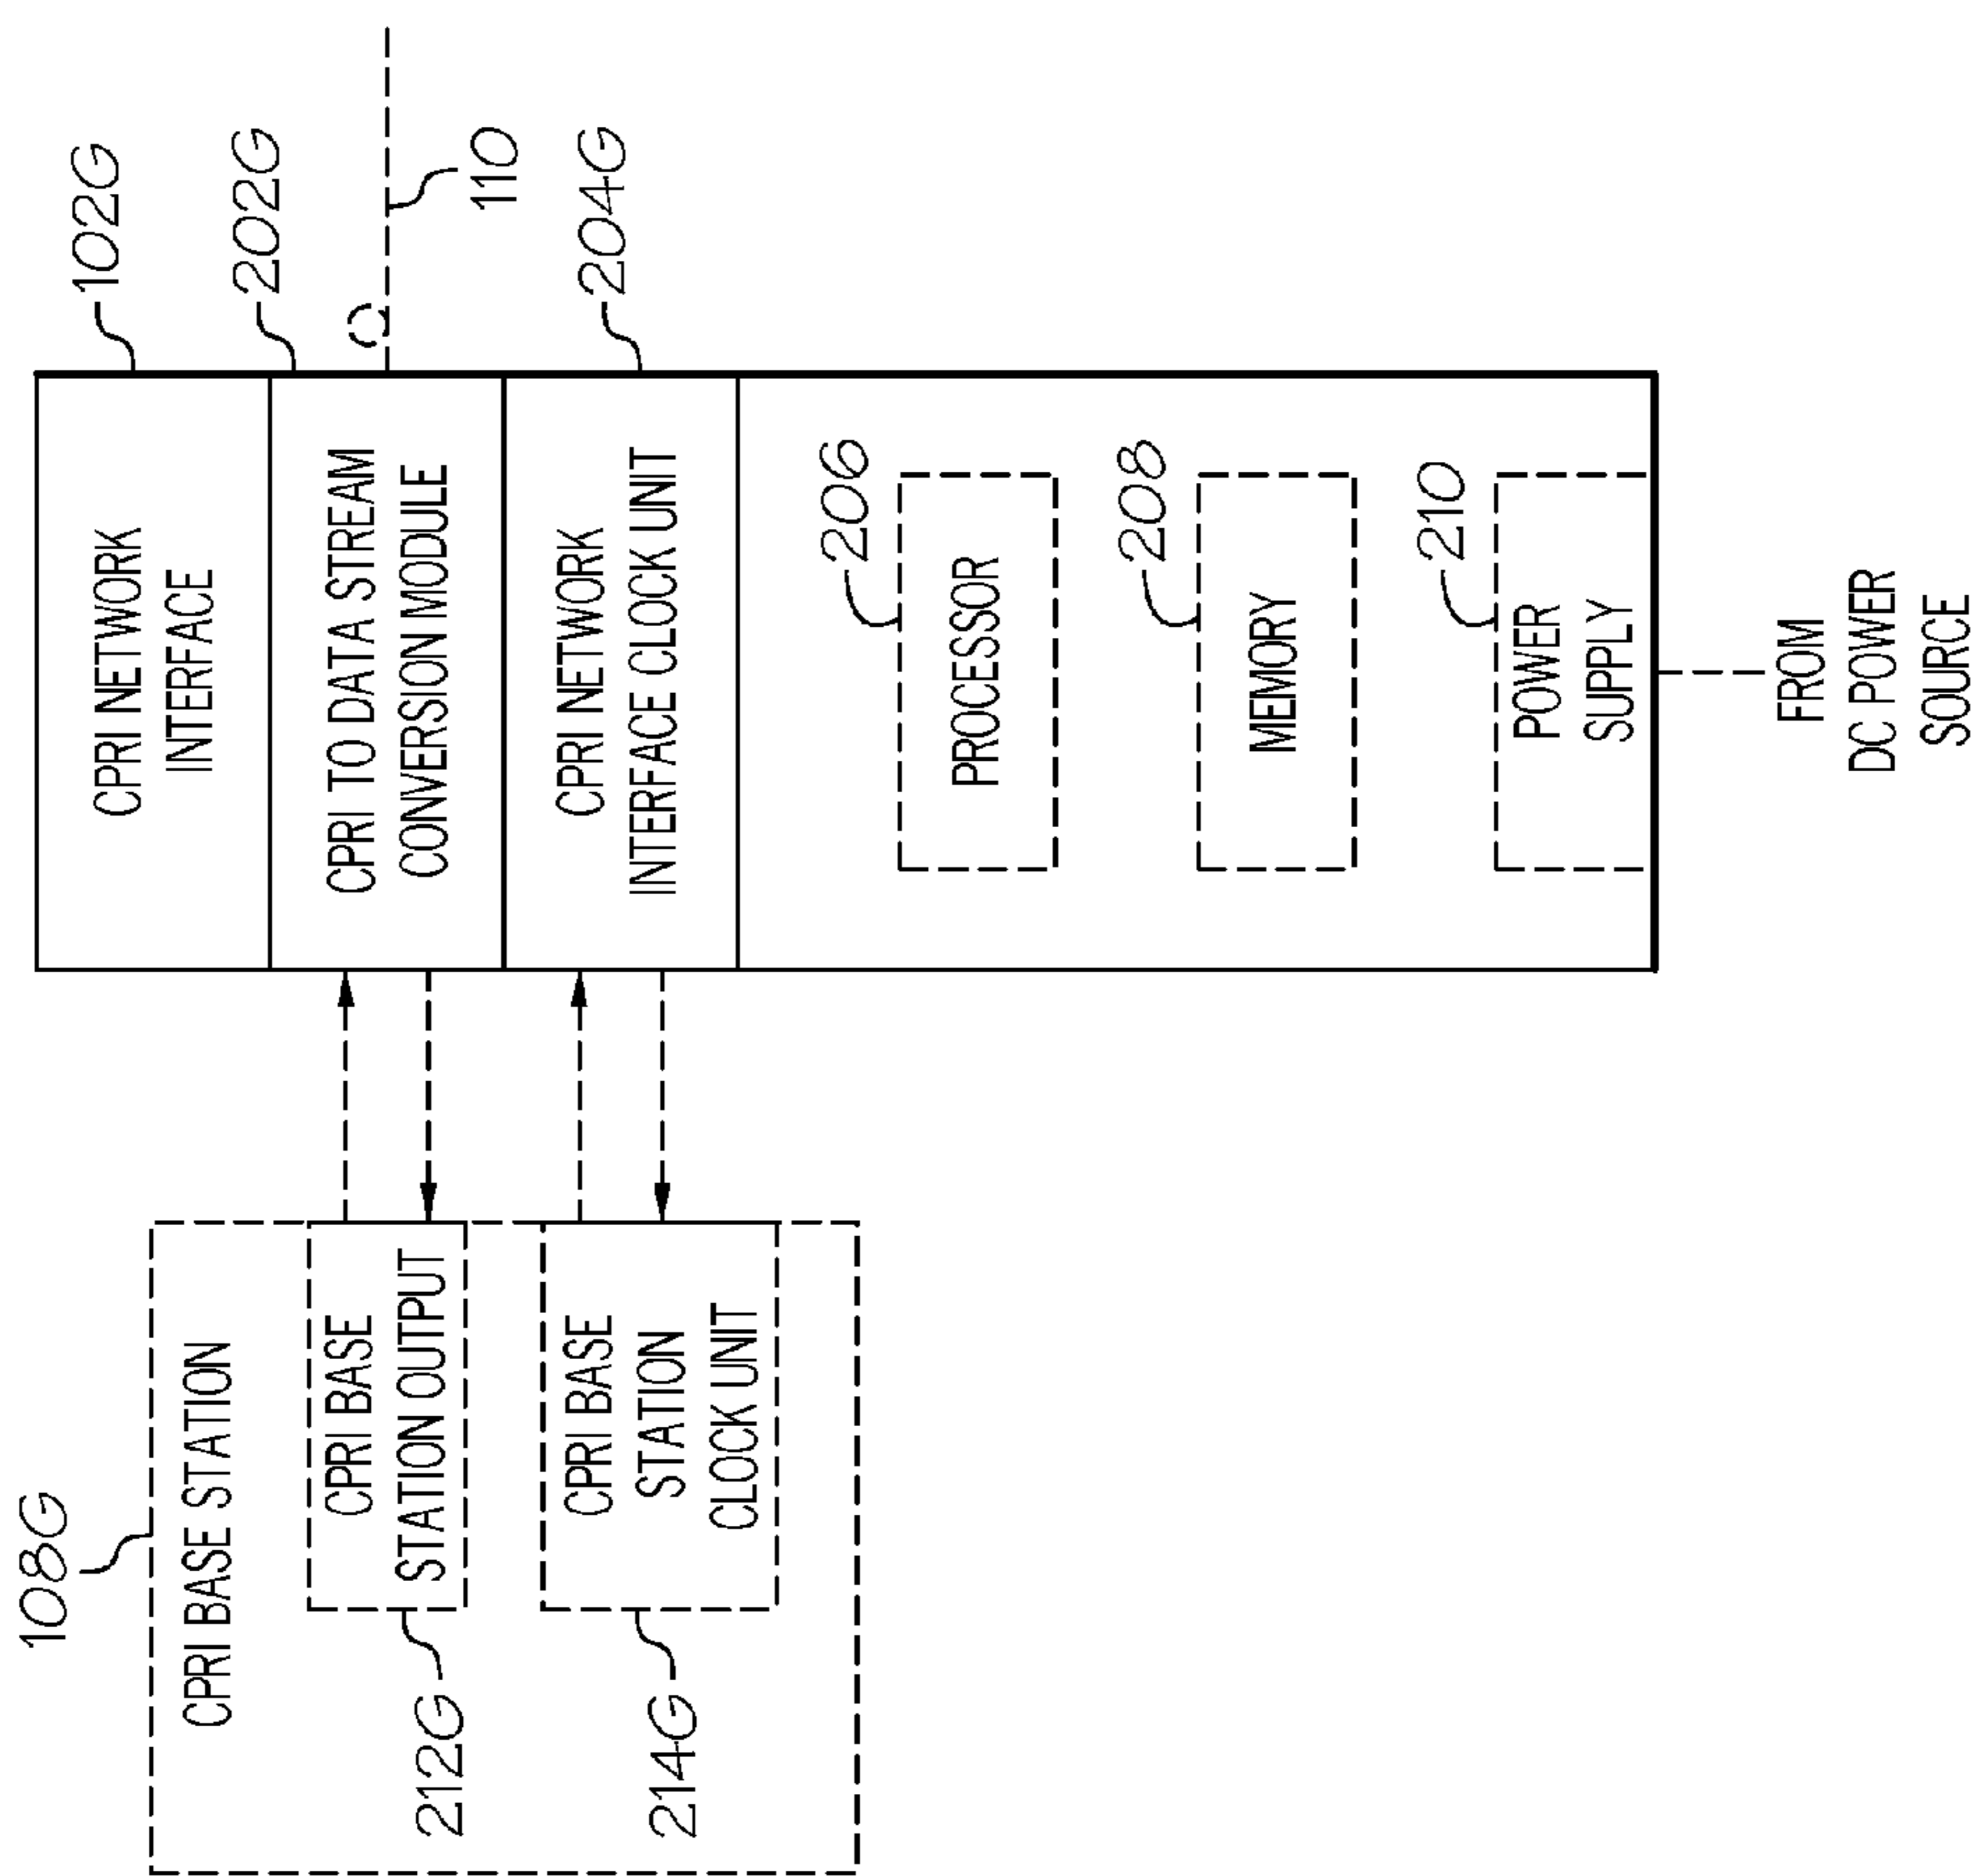 108G
CPRI BASE STATION
CPRI BASE
STATION OUTPUT
212G
CPRI BASE
STATION
CLOCK UNIT
214G
CPRI NETWORK
INTERFACE
102G
CPRI TO DATA STREAM
CONVERSION MODULE
202G
110
CPRI NETWORK
INTERFACE CLOCK UNIT
204G
PROCESSOR
206
MEMORY
208
POWER
SUPPLY
210
FROM
DC POWER
SOURCE